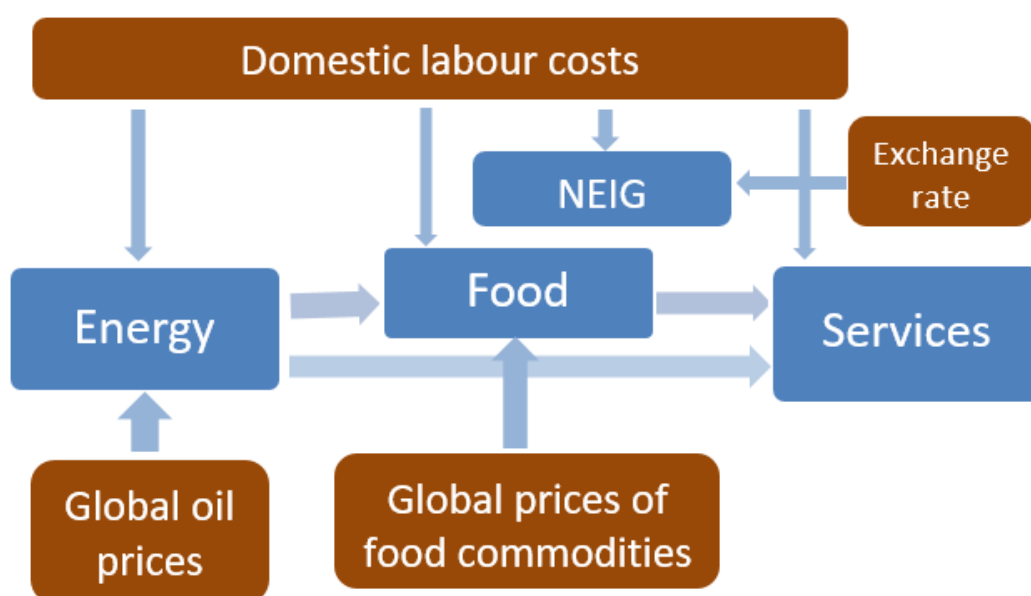 Domestic labour costs
Exchange
rate
NEIG
Food
Energy
Services
Global oil
prices
Global prices of
food commodities